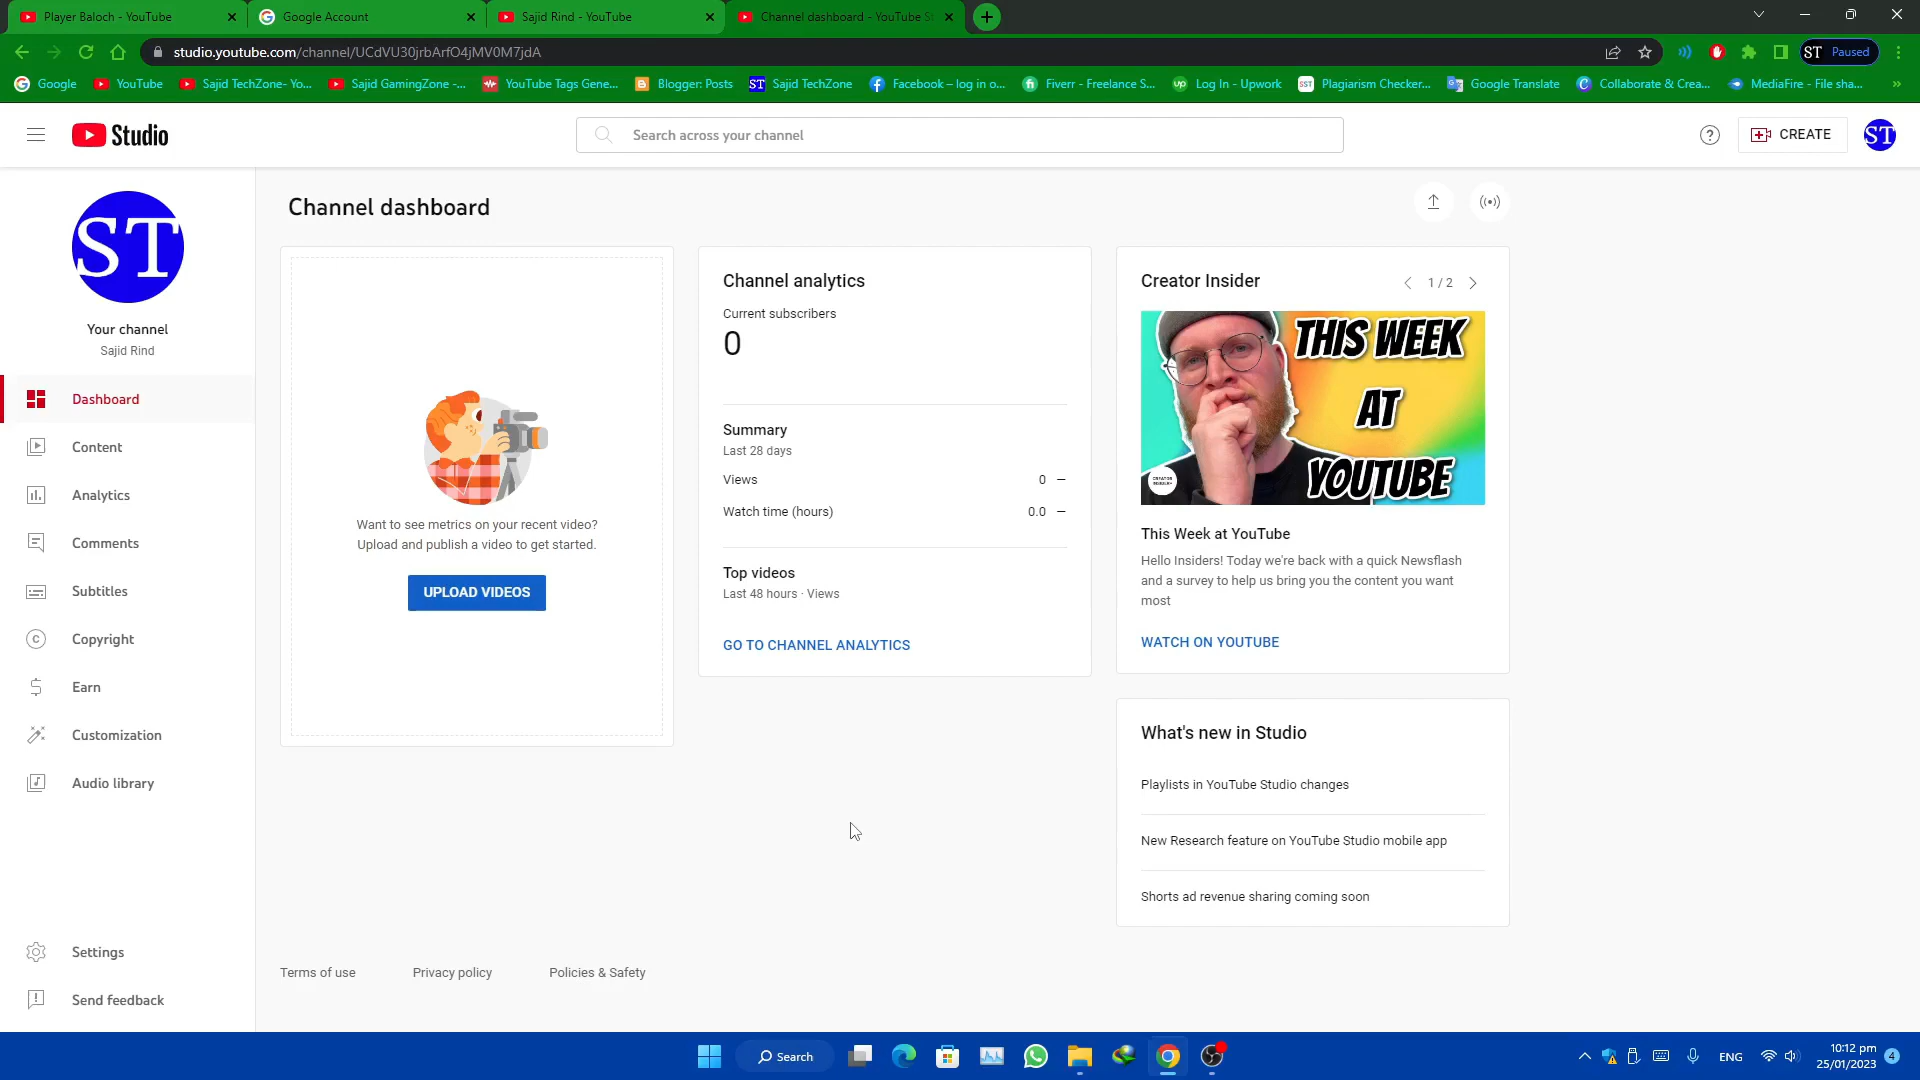 Player Baloch - YouTube
Google Account
Sajid Rind - YouTube
Channel dashboard - YouTube S
studio.youtube.com/channel/UCdVU30jrbArfO4jMV0M7jdA
ST Paused
Google
YouTube
Sajid TechZone- Yo...
Sajid GamingZone -...
YouTube Tags Gene...
Blogger: Posts
ST Sajid TechZone
Facebook – log in o...
Fiverr - Freelance S...
up Log In - Upwork
SST Plagiarism Checker...
Google Translate
Collaborate & Crea...
MediaFire - File sha...
Studio
Search across your channel
CREATE
ST
ST
Your channel
Sajid Rind
Dashboard
Content
Analytics
Comments
Subtitles
Copyright
Earn
Customization
Audio library
Settings
Send feedback
Channel dashboard
Want to see metrics on your recent video?
Upload and publish a video to get started.
UPLOAD VIDEOS
Channel analytics
Current subscribers
0
Summary
Last 28 days
Views 0 —
Watch time (hours) 0.0 —
Top videos
Last 48 hours · Views
GO TO CHANNEL ANALYTICS
Creator Insider
1 / 2
THIS WEEK
AT
YOUTUBE
This Week at YouTube
Hello Insiders! Today we're back with a quick Newsflash
and a survey to help us bring you the content you want
most
WATCH ON YOUTUBE
What's new in Studio
Playlists in YouTube Studio changes
New Research feature on YouTube Studio mobile app
Shorts ad revenue sharing coming soon
Terms of use
Privacy policy
Policies & Safety
Search
ENG
10:12 pm
25/01/2023
4